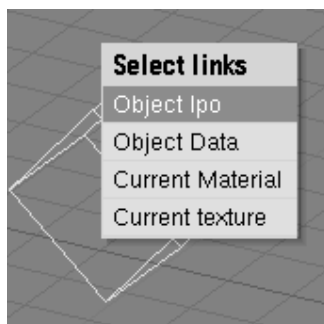 Select links
Object Ipo
Object Data
Current Material
Current texture